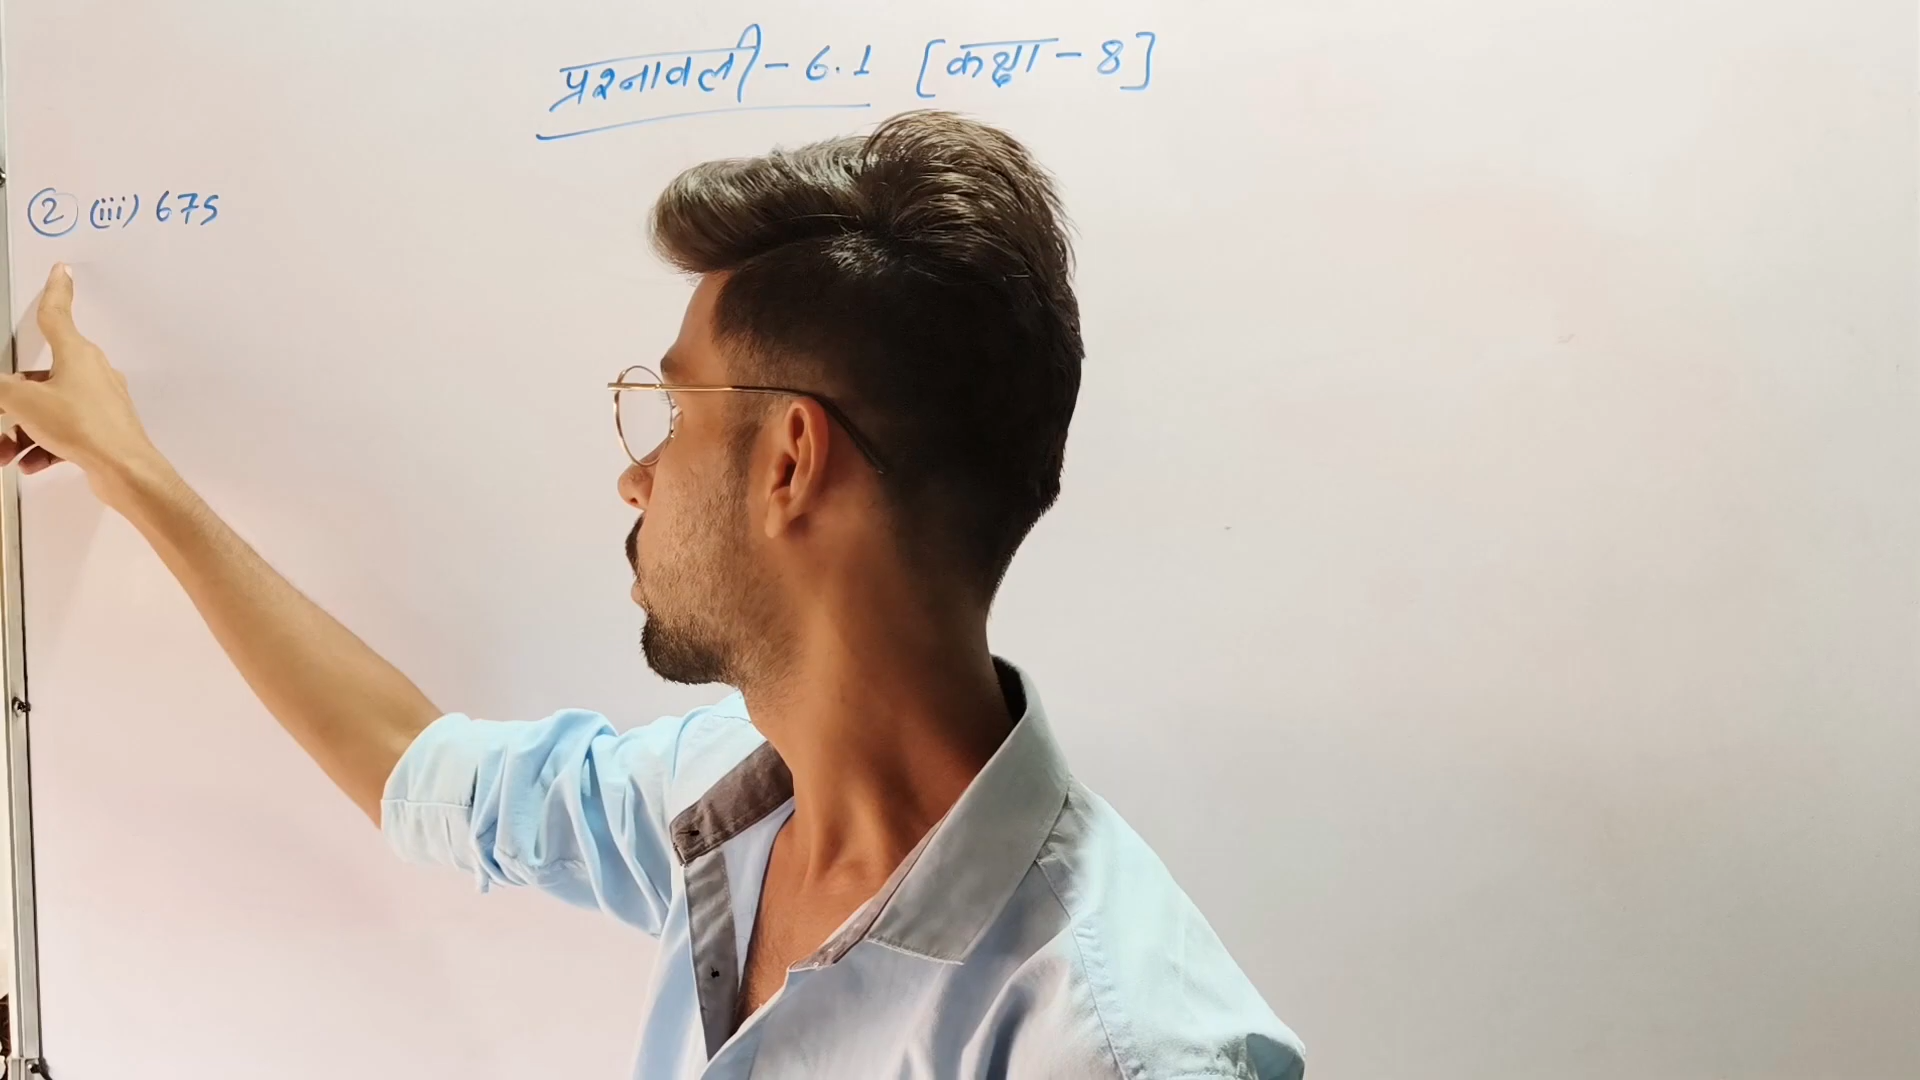 प्रश्नावली - 6.1 [कक्षा - 8]
2 (iii) 675